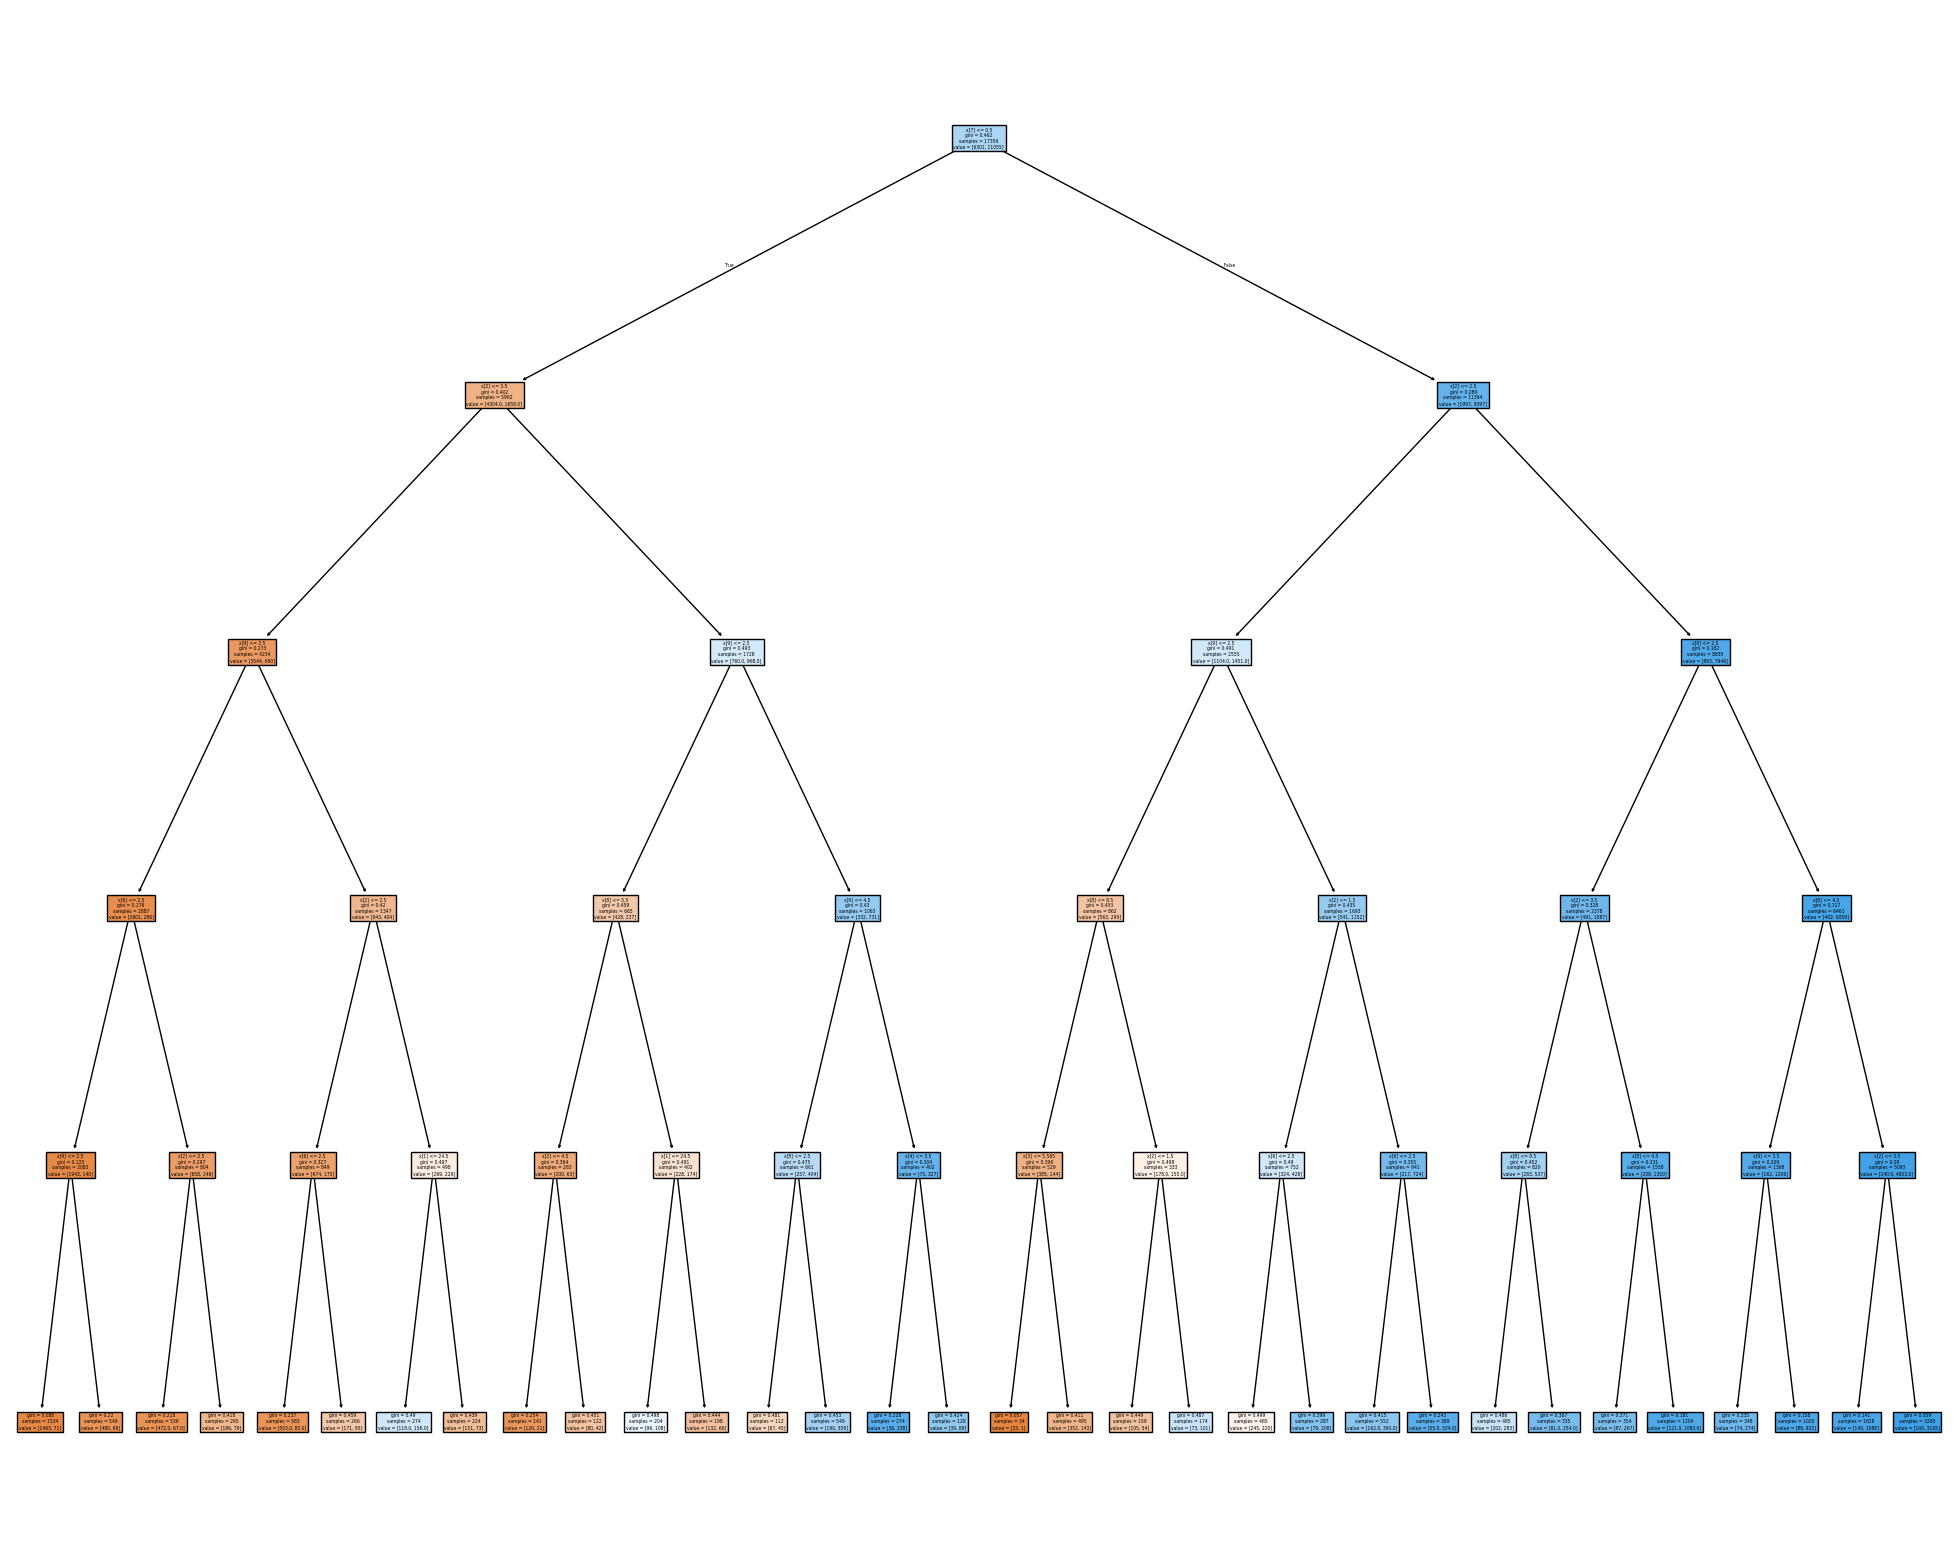 x[7] <= 0.5
gini = 0.462
samples = 17356
value = [6301, 11055]
True
False
x[2] <= 3.5
gini = 0.402
samples = 5962
value = [4304.0, 1658.0]
x[2] <= 2.5
gini = 0.289
samples = 11394
value = [1997, 9397]
x[9] <= 3.5
gini = 0.273
samples = 4234
value = [3544, 690]
x[9] <= 2.5
gini = 0.493
samples = 1728
value = [760.0, 968.0]
x[9] <= 2.5
gini = 0.491
samples = 2555
value = [1104.0, 1451.0]
x[9] <= 2.5
gini = 0.182
samples = 8839
value = [893, 7946]
x[6] <= 2.5
gini = 0.179
samples = 2887
value = [2601, 286]
x[2] <= 2.5
gini = 0.42
samples = 1347
value = [943, 404]
x[8] <= 5.5
gini = 0.459
samples = 665
value = [428, 237]
x[9] <= 4.5
gini = 0.43
samples = 1063
value = [332, 731]
x[8] <= 8.5
gini = 0.453
samples = 862
value = [563, 299]
x[2] <= 1.5
gini = 0.435
samples = 1693
value = [541, 1152]
x[2] <= 3.5
gini = 0.328
samples = 2378
value = [491, 1887]
x[8] <= 4.5
gini = 0.117
samples = 6461
value = [402, 6059]
x[9] <= 2.5
gini = 0.125
samples = 2083
value = [1943, 140]
x[2] <= 2.5
gini = 0.297
samples = 804
value = [658, 146]
x[6] <= 2.5
gini = 0.327
samples = 849
value = [674, 175]
x[1] <= 24.5
gini = 0.497
samples = 498
value = [269, 229]
x[2] <= 4.5
gini = 0.364
samples = 263
value = [200, 63]
x[1] <= 24.5
gini = 0.491
samples = 402
value = [228, 174]
x[8] <= 2.5
gini = 0.475
samples = 661
value = [257, 404]
x[4] <= 3.5
gini = 0.304
samples = 402
value = [75, 327]
x[3] <= 5.565
gini = 0.396
samples = 529
value = [385, 144]
x[2] <= 1.5
gini = 0.498
samples = 333
value = [178.0, 155.0]
x[6] <= 2.5
gini = 0.49
samples = 752
value = [324, 428]
x[6] <= 2.5
gini = 0.355
samples = 941
value = [217, 724]
x[8] <= 9.5
gini = 0.452
samples = 820
value = [283, 537]
x[8] <= 4.5
gini = 0.231
samples = 1558
value = [208, 1350]
x[9] <= 3.5
gini = 0.209
samples = 1368
value = [162, 1206]
x[2] <= 3.5
gini = 0.09
samples = 5093
value = [240.0, 4853.0]
gini = 0.088
samples = 1534
value = [1463, 71]
gini = 0.22
samples = 549
value = [480, 69]
gini = 0.218
samples = 539
value = [472.0, 67.0]
gini = 0.418
samples = 265
value = [186, 79]
gini = 0.237
samples = 583
value = [503.0, 80.0]
gini = 0.459
samples = 266
value = [171, 95]
gini = 0.49
samples = 274
value = [118.0, 156.0]
gini = 0.439
samples = 224
value = [151, 73]
gini = 0.254
samples = 141
value = [120, 21]
gini = 0.451
samples = 122
value = [80, 42]
gini = 0.498
samples = 204
value = [96, 108]
gini = 0.444
samples = 198
value = [132, 66]
gini = 0.481
samples = 112
value = [67, 45]
gini = 0.453
samples = 549
value = [190, 359]
gini = 0.228
samples = 274
value = [36, 238]
gini = 0.424
samples = 128
value = [39, 89]
gini = 0.057
samples = 34
value = [33, 1]
gini = 0.411
samples = 495
value = [352, 143]
gini = 0.449
samples = 159
value = [105, 54]
gini = 0.487
samples = 174
value = [73, 101]
gini = 0.499
samples = 465
value = [245, 220]
gini = 0.399
samples = 287
value = [79, 208]
gini = 0.415
samples = 552
value = [162.0, 390.0]
gini = 0.243
samples = 389
value = [55.0, 334.0]
gini = 0.486
samples = 485
value = [202, 283]
gini = 0.367
samples = 335
value = [81.0, 254.0]
gini = 0.371
samples = 354
value = [87, 267]
gini = 0.181
samples = 1204
value = [121.0, 1083.0]
gini = 0.335
samples = 348
value = [74, 274]
gini = 0.158
samples = 1020
value = [88, 932]
gini = 0.141
samples = 1828
value = [140, 1688]
gini = 0.059
samples = 3265
value = [100, 3165]